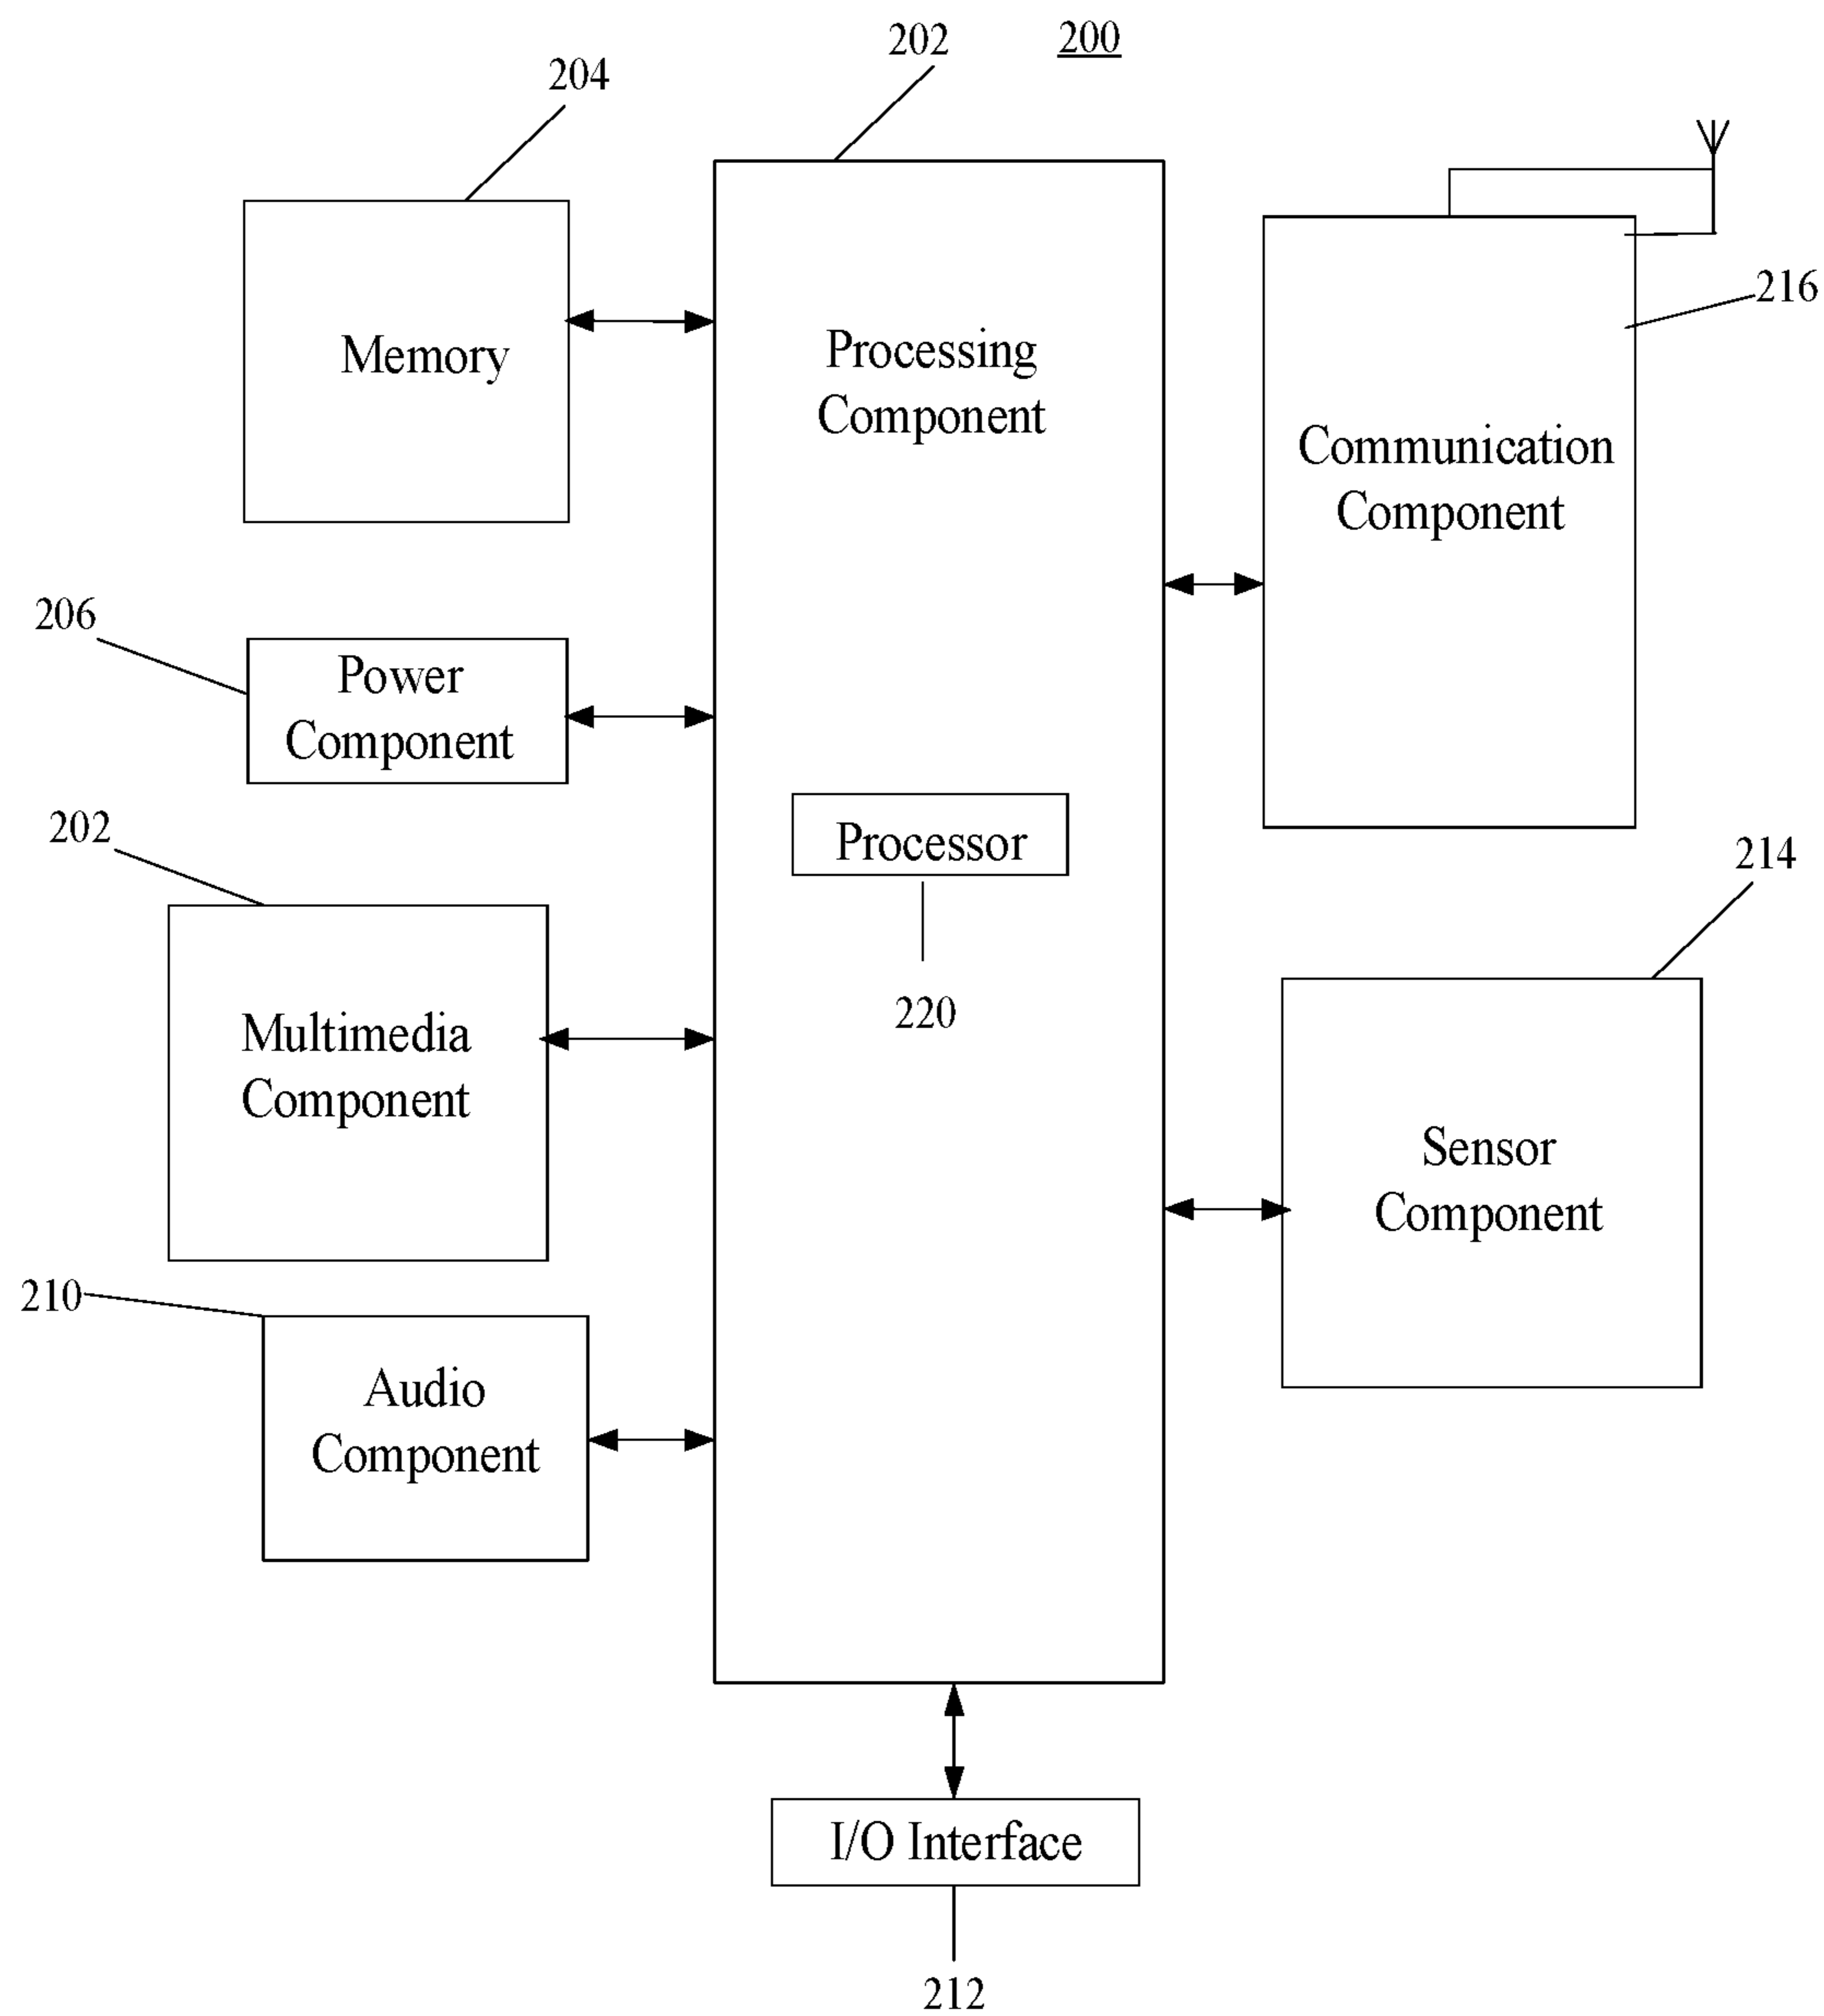 202
200
204
Memory
Processing
Component
216
Communication
Component
206
Power
Component
202
Processor
220
214
Multimedia
Component
Sensor
Component
210
Audio
Component
I/O Interface
212